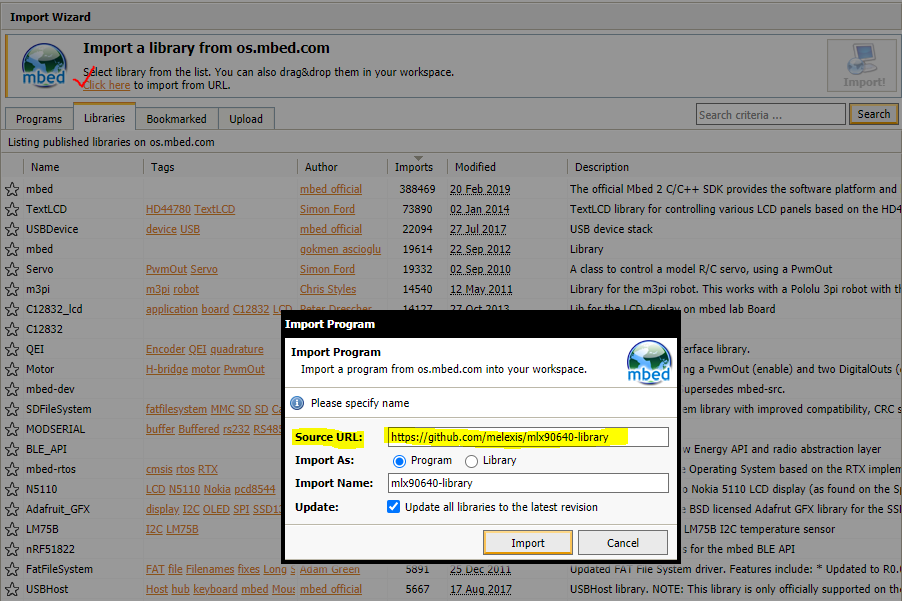 Import Wizard
mbed
Import a library from os.mbed.com
Select library from the list. You can also drag&drop them in your workspace.
Click here to import from URL.
Import!
Programs
Libraries
Bookmarked
Upload
Search criteria ...
Search
Listing published libraries on os.mbed.com
Name Tags Author Imports Modified Description
mbed mbed official 388469 20 Feb 2019 The official Mbed 2 C/C++ SDK provides the software platform and
TextLCD HD44780 TextLCD Simon Ford 73890 02 Jan 2014 TextLCD library for controlling various LCD panels based on the HD4
USBDevice device USB mbed official 22094 27 Jul 2017 USB device stack
mbed gokmen ascioglu 19614 22 Sep 2012 Library
Servo PwmOut Servo Simon Ford 19332 02 Sep 2010 A class to control a model R/C servo, using a PwmOut
m3pi m3pi robot Chris Styles 14540 12 May 2011 Library for the m3pi robot. This works with a Pololu 3pi robot with th
C12832_lcd application board C12832 LCD Peter Drescher 14127 27 Oct 2013 Lib for the LCD display on mbed lab Board
C12832
QEI Encoder QEI quadrature erface library.
Motor H-bridge motor PwmOut ng a PwmOut (enable) and two DigitalOuts (
mbed-dev upersedes mbed-src.
SDFileSystem fatfilesystem MMC SD SD Ca em library with improved compatibility, CRC s
MODSERIAL buffer Buffered rs232 RS485
BLE_API w Energy API and radio abstraction layer
mbed-rtos cmsis rtos RTX Operating System based on the RTX implem
N5110 LCD N5110 Nokia pcd8544 o Nokia 5110 LCD display (as found on the Sp
Adafruit_GFX display I2C OLED SPI SSD13 BSD licensed Adafrut GFX library for the SSD
LM75B I2C LM75B LM75B I2C temperature sensor
nRF51822 s for the mbed BLE API
FatFileSystem FAT file Filenames fixes Long S Adam Green 5891 25 Dec 2011 Updated FAT File System driver. Features include: * Updated to R0.
USBHost Host hub keyboard mbed Mous mbed official 5667 17 Aug 2017 USBHost library. NOTE: This library is only officially supported on the
Import Program
Import Program
Import a program from os.mbed.com into your workspace.
mbed
Please specify name
Source URL: https://github.com/melexis/mlx90640-library
Import As: Program Library
Import Name: mlx90640-library
Update: Update all libraries to the latest revision
Import
Cancel